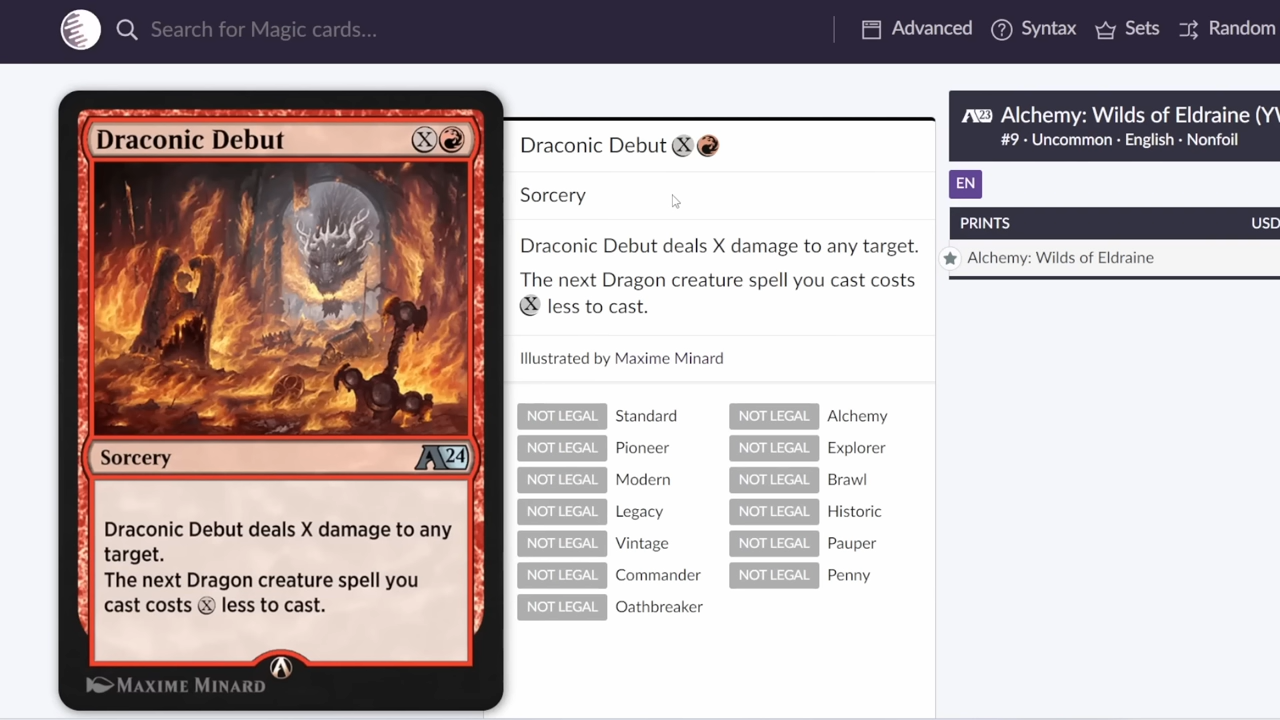 Search for Magic cards...
Advanced
Syntax
Sets
Random
Draconic Debut X
Sorcery
A24
Draconic Debut deals X damage to any
target.
The next Dragon creature spell you
cast costs X less to cast.
A
MAXIME MINARD
Draconic Debut X
Sorcery
Draconic Debut deals X damage to any target.
The next Dragon creature spell you cast costs
X less to cast.
Illustrated by Maxime Minard
NOT LEGAL Standard NOT LEGAL Alchemy
NOT LEGAL Pioneer NOT LEGAL Explorer
NOT LEGAL Modern NOT LEGAL Brawl
NOT LEGAL Legacy NOT LEGAL Historic
NOT LEGAL Vintage NOT LEGAL Pauper
NOT LEGAL Commander NOT LEGAL Penny
NOT LEGAL Oathbreaker
A23 Alchemy: Wilds of Eldraine (YW
#9 · Uncommon · English · Nonfoil
EN
PRINTS USD
Alchemy: Wilds of Eldraine